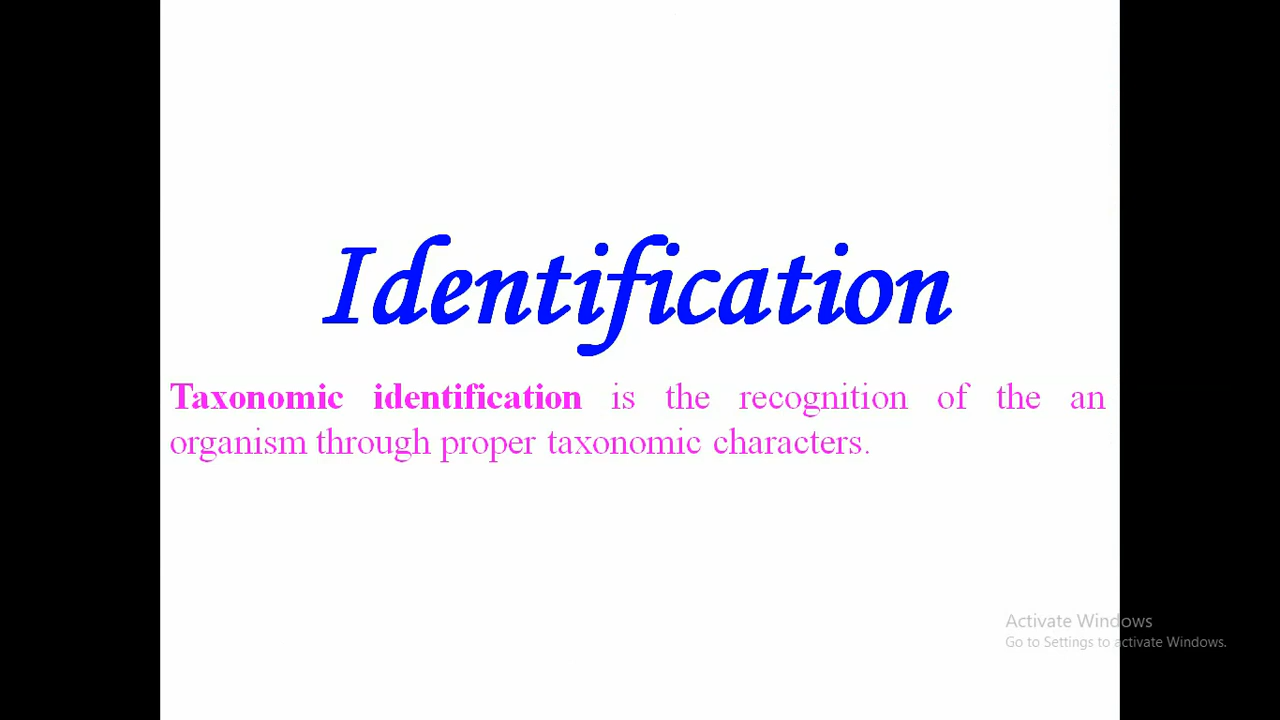 Identification
Taxonomic identification is the recognition of the an
organism through proper taxonomic characters.
Activate Windows
Go to Settings to activate Windows.